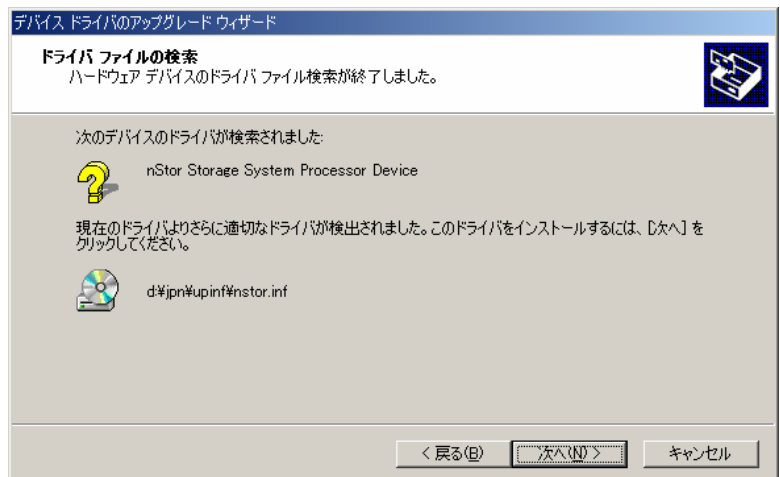 デバイス ドライバのアップグレード ウィザード
ドライバ ファイルの検索
ハードウェア デバイスのドライバ ファイル検索が終了しました。
次のデバイスのドライバが検索されました:
nStor Storage System Processor Device
現在のドライバよりさらに適切なドライバが検出されました。このドライバをインストールするには、[次へ] を
クリックしてください。
d:¥jpn¥upinf¥nstor.inf
< 戻る(B)
次へ(N) >
キャンセル